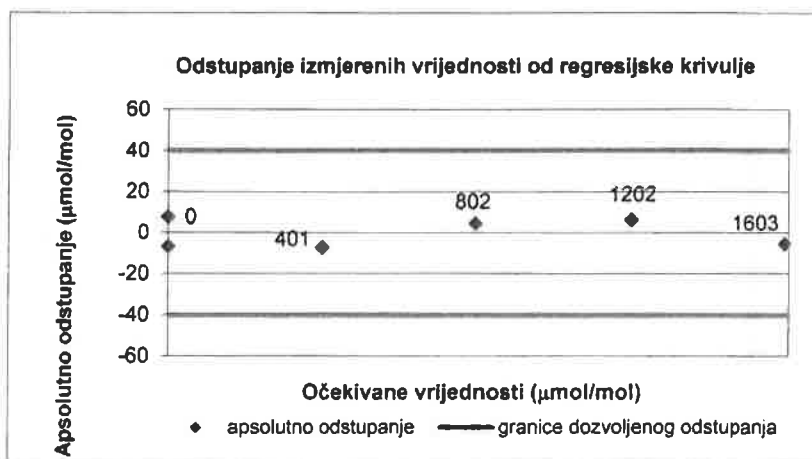 Odstupanje izmjerenih vrijednosti od regresijske krivulje
Apsolutno odstupanje (µmol/mol)
60
40
20
0
-20
-40
-60
0
401
802
1202
1603
Očekivane vrijednosti (µmol/mol)
apsolutno odstupanje
granice dozvoljenog odstupanja